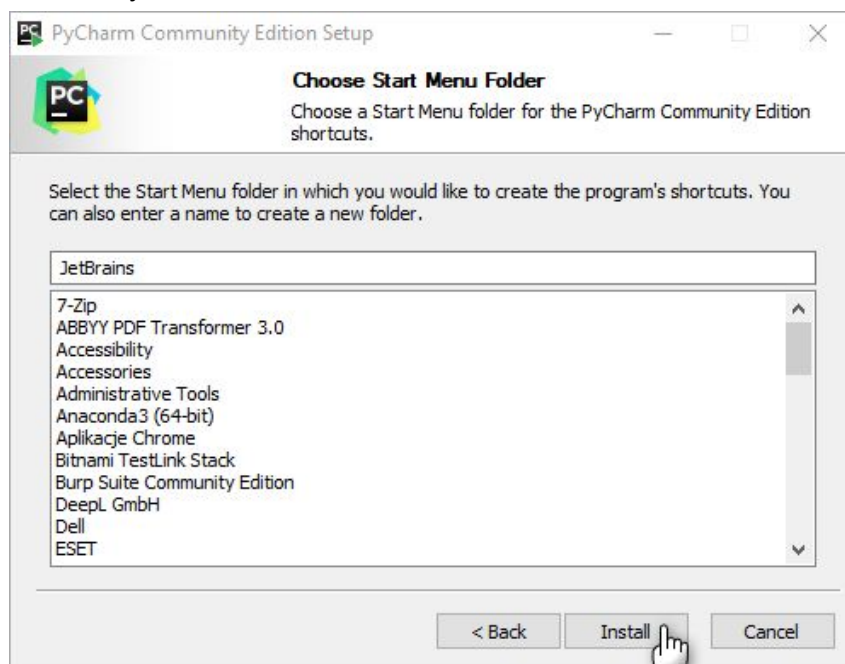 PyCharm Community Edition Setup
PC
Choose Start Menu Folder
Choose a Start Menu folder for the PyCharm Community Edition
shortcuts.
Select the Start Menu folder in which you would like to create the program's shortcuts. You
can also enter a name to create a new folder.
JetBrains
7-Zip
ABBYY PDF Transformer 3.0
Accessibility
Accessories
Administrative Tools
Anaconda3 (64-bit)
Aplikacje Chrome
Bitnami TestLink Stack
Burp Suite Community Edition
DeepL GmbH
Dell
ESET
< Back Install Cancel